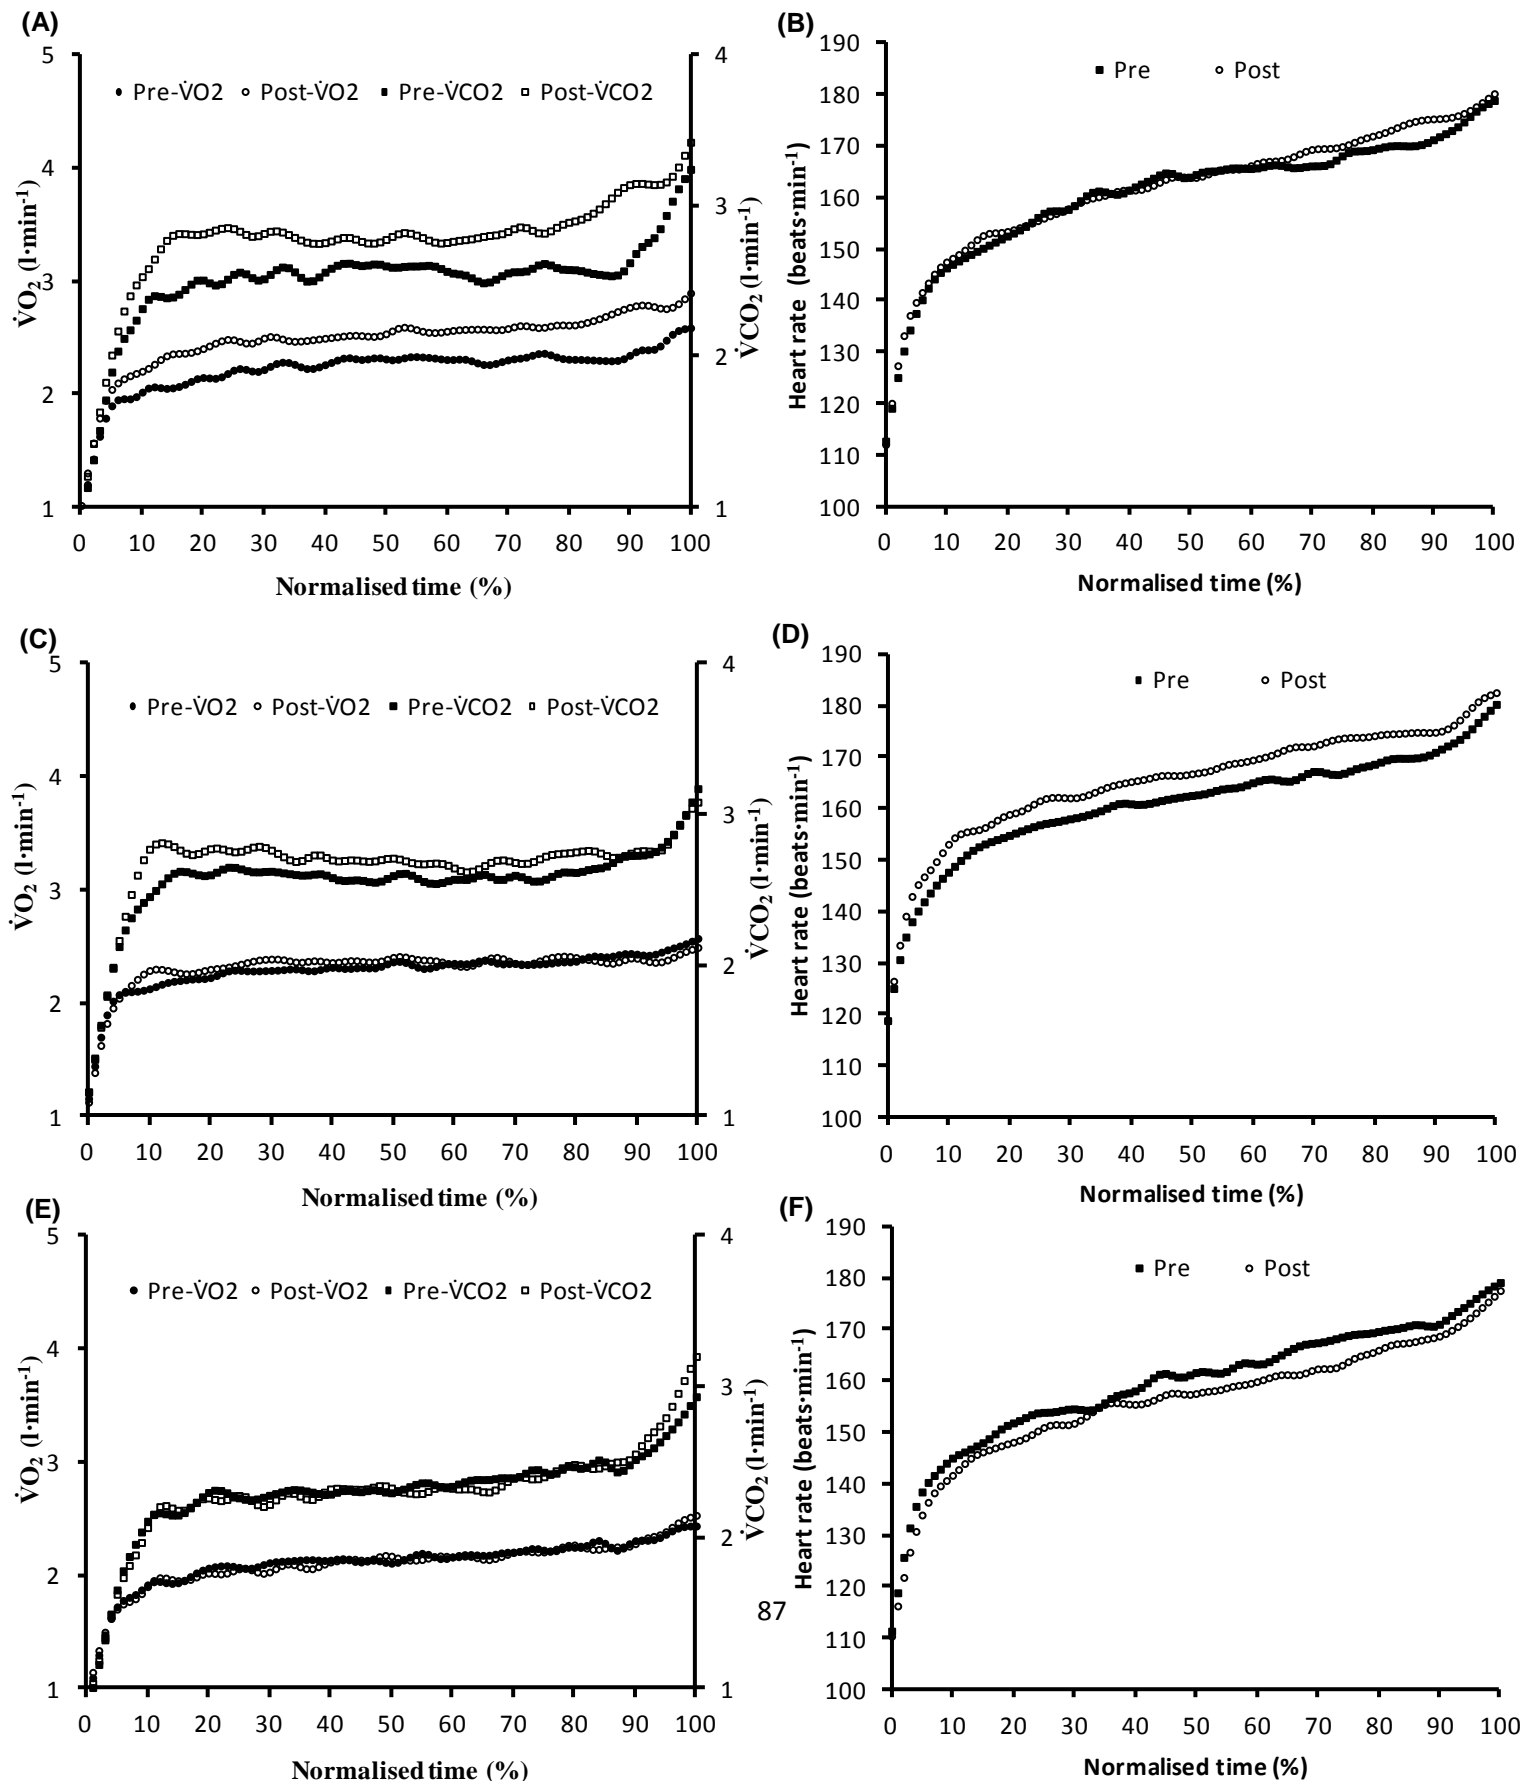 (A)
5
4
3
2
1
V̇O₂ (l·min⁻¹)
• Pre-V̇O2 ○ Post-V̇O2 ■ Pre-V̇CO2 □ Post-V̇CO2
4
3
2
1
V̇CO₂ (l·min⁻¹)
0 10 20 30 40 50 60 70 80 90 100
Normalised time (%)
(B)
190
180
170
160
150
140
130
120
110
100
Heart rate (beats·min⁻¹)
■ Pre ○ Post
0 10 20 30 40 50 60 70 80 90 100
Normalised time (%)
(C)
5
4
3
2
1
V̇O₂ (l·min⁻¹)
• Pre-V̇O2 ○ Post-V̇O2 ■ Pre-V̇CO2 □ Post-V̇CO2
4
3
2
1
V̇CO₂ (l·min⁻¹)
0 10 20 30 40 50 60 70 80 90 100
Normalised time (%)
(D)
190
180
170
160
150
140
130
120
110
100
Heart rate (beats·min⁻¹)
■ Pre ○ Post
0 10 20 30 40 50 60 70 80 90 100
Normalised time (%)
(E)
5
4
3
2
1
V̇O₂ (l·min⁻¹)
• Pre-V̇O2 ○ Post-V̇O2 ■ Pre-V̇CO2 □ Post-V̇CO2
4
3
2
1
V̇CO₂ (l·min⁻¹)
0 10 20 30 40 50 60 70 80 90 100
Normalised time (%)
(F)
190
180
170
160
150
140
130
120
110
100
Heart rate (beats·min⁻¹)
■ Pre ○ Post
0 10 20 30 40 50 60 70 80 90 100
Normalised time (%)
87